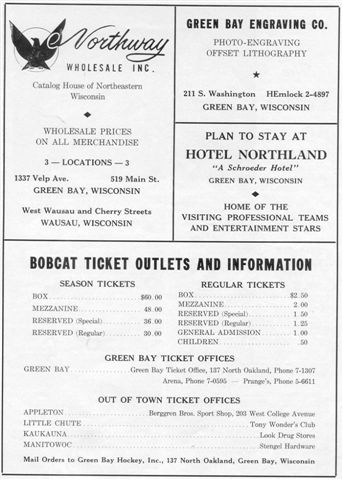 Northway
WHOLESALE INC.
Catalog House of Northeastern
Wisconsin
WHOLESALE PRICES
ON ALL MERCHANDISE
3 — LOCATIONS — 3
1337 Velp Ave. 519 Main St.
GREEN BAY, WISCONSIN
West Wausau and Cherry Streets
WAUSAU, WISCONSIN
GREEN BAY ENGRAVING CO.
PHOTO-ENGRAVING
OFFSET LITHOGRAPHY
211 S. Washington HEmlock 2-4897
GREEN BAY, WISCONSIN
PLAN TO STAY AT
HOTEL NORTHLAND
"A Schroeder Hotel"
GREEN BAY, WISCONSIN
HOME OF THE
VISITING PROFESSIONAL TEAMS
AND ENTERTAINMENT STARS
BOBCAT TICKET OUTLETS AND INFORMATION
SEASON TICKETS
BOX $60.00
MEZZANINE 48.00
RESERVED (Special) 36.00
RESERVED (Regular) 30.00
REGULAR TICKETS
BOX $2.50
MEZZANINE 2.00
RESERVED (Special) 1.50
RESERVED (Regular) 1.25
GENERAL ADMISSION 1.00
CHILDREN .50
GREEN BAY TICKET OFFICES
GREEN BAY Green Bay Ticket Office, 137 North Oakland, Phone 7-1307
Arena, Phone 7-0595 — Prange's, Phone 5-6611
OUT OF TOWN TICKET OFFICES
APPLETON Berggren Bros. Sport Shop, 203 West College Avenue
LITTLE CHUTE Tony Wonder's Club
KAUKAUNA Look Drug Stores
MANITOWOC Stengel Hardware
Mail Orders to Green Bay Hockey, Inc., 137 North Oakland, Green Bay, Wisconsin